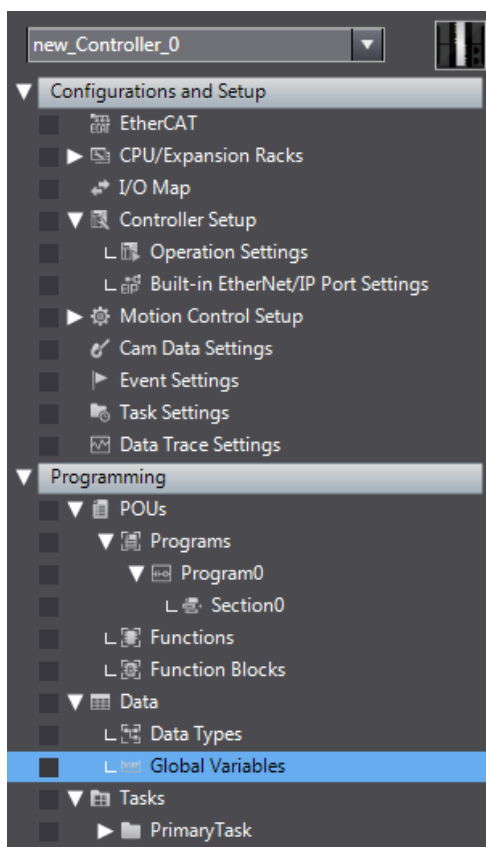 new_Controller_0
Configurations and Setup
EtherCAT
CPU/Expansion Racks
I/O Map
Controller Setup
Operation Settings
Built-in EtherNet/IP Port Settings
Motion Control Setup
Cam Data Settings
Event Settings
Task Settings
Data Trace Settings
Programming
POUs
Programs
Program0
Section0
Functions
Function Blocks
Data
Data Types
Global Variables
Tasks
PrimaryTask